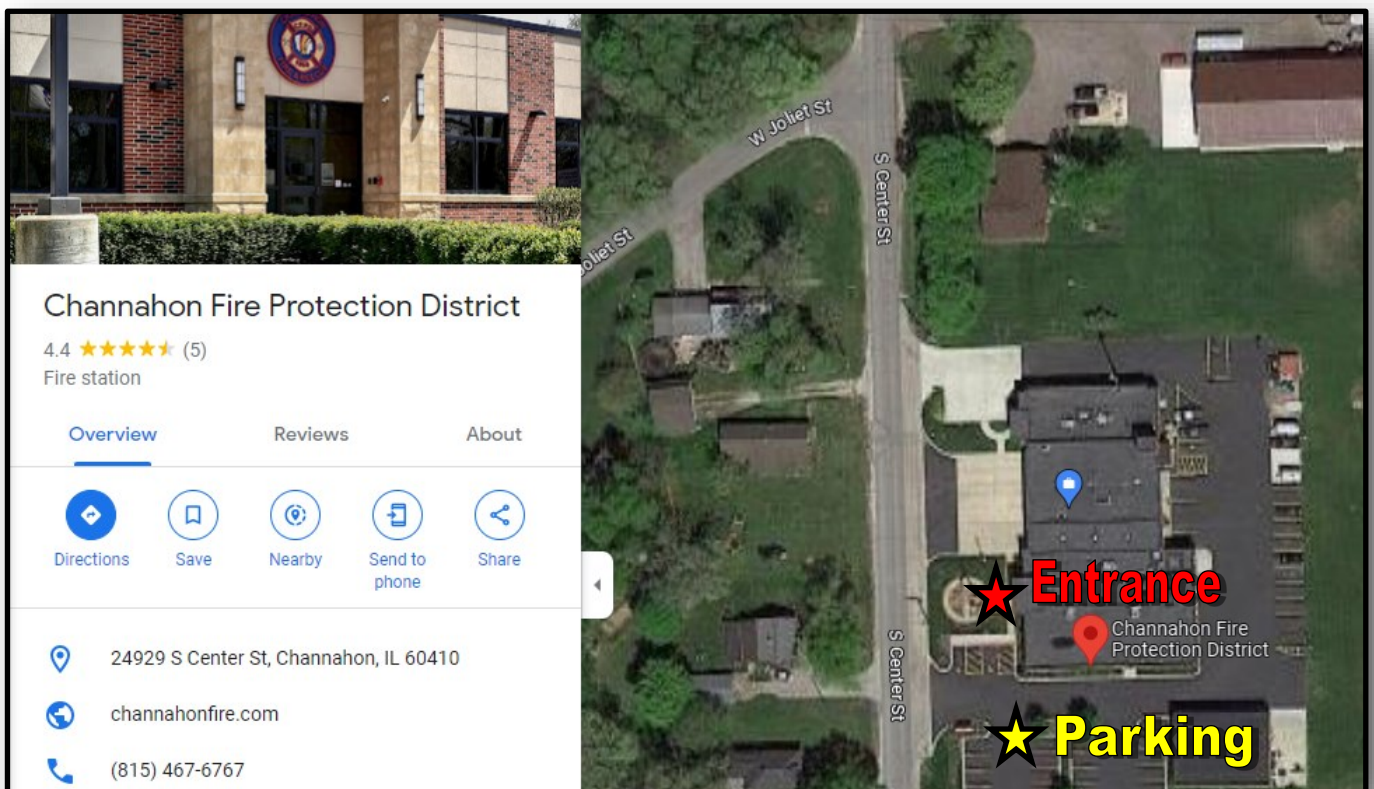 Channahon Fire Protection District
4.4 (5)
Fire station
Overview Reviews About
Directions Save Nearby Send to phone Share
24929 S Center St, Channahon, IL 60410
channahonfire.com
(815) 467-6767
W Joliet St
oliet St
S Center St
Entrance
Channahon Fire
Protection District
S Center St
Parking